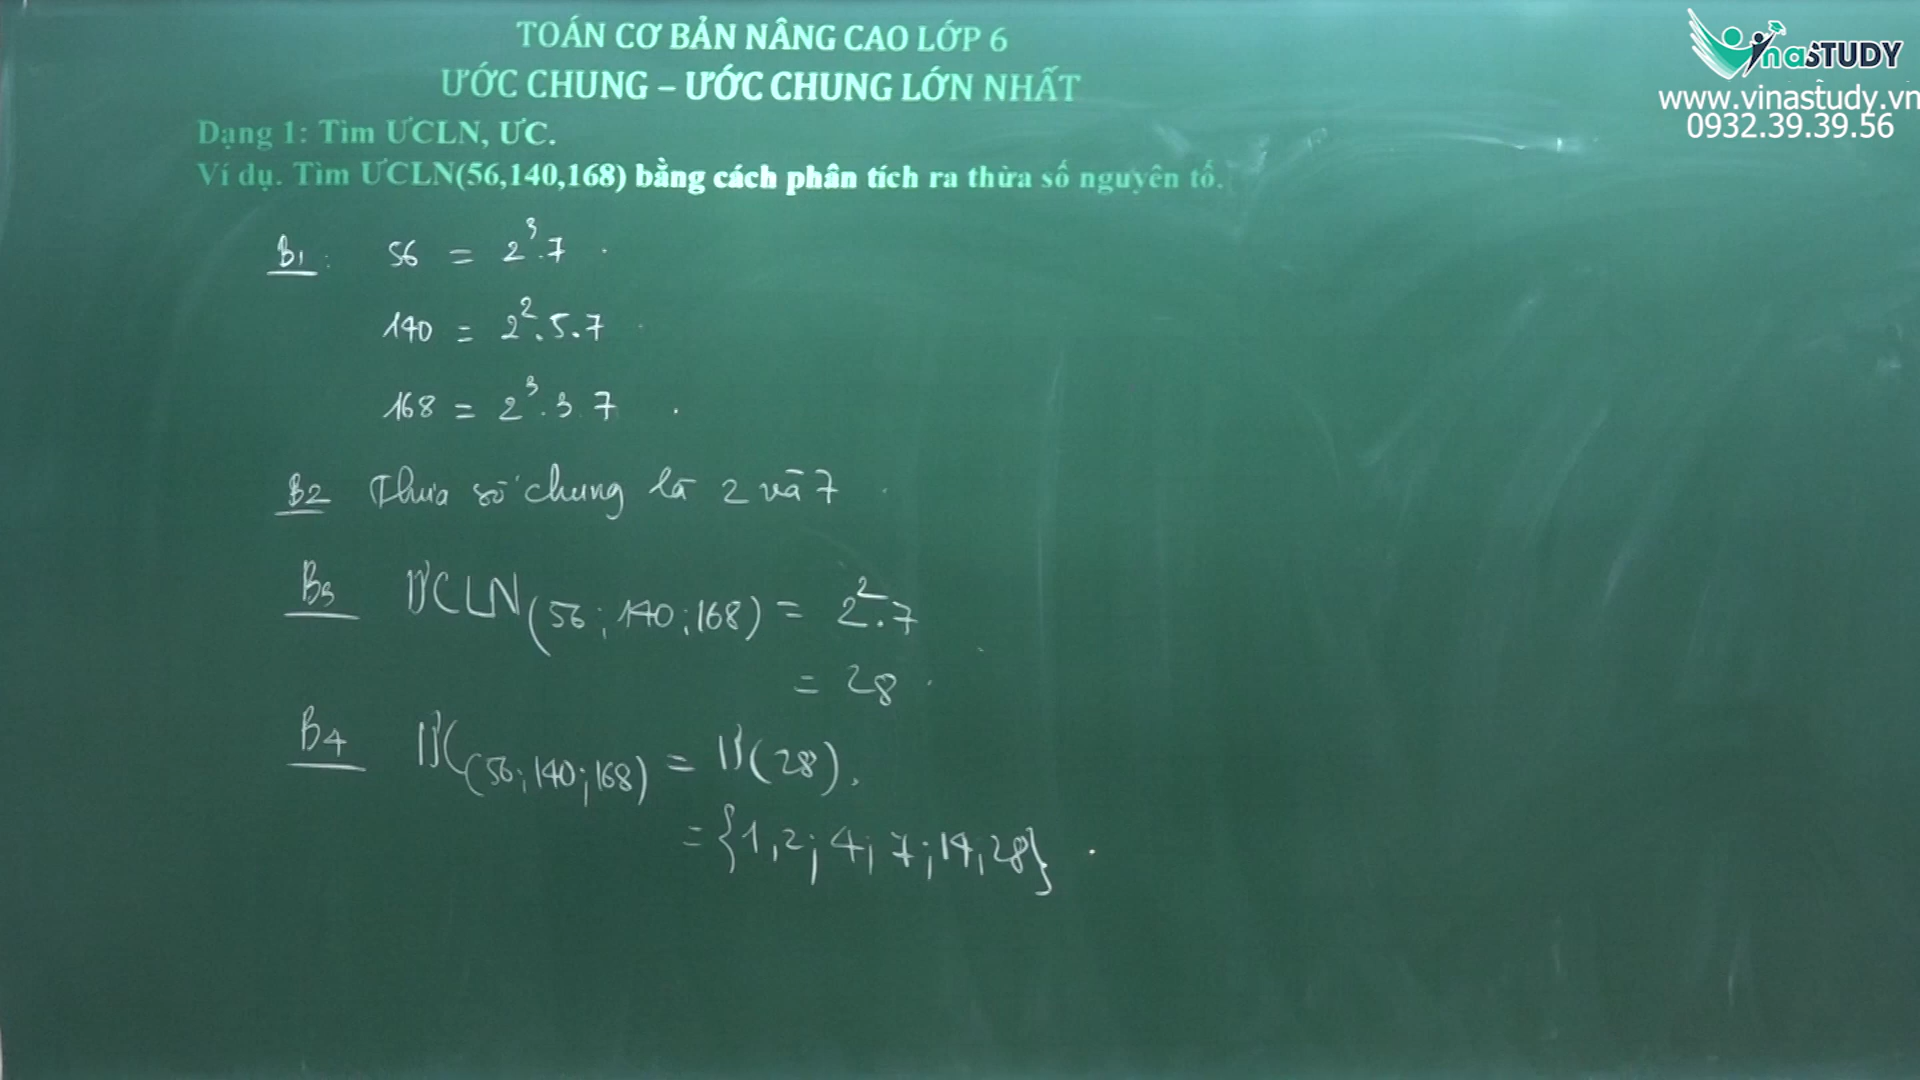 TOÁN CƠ BẢN NÂNG CAO LỚP 6
ƯỚC CHUNG – ƯỚC CHUNG LỚN NHẤT
VinaSTUDY
www.vinastudy.vn
0932.39.39.56
Dạng 1: Tìm ƯCLN, ƯC.
Ví dụ. Tìm ƯCLN(56,140,168) bằng cách phân tích ra thừa số nguyên tố.
B1: 56 = 2³.7
140 = 2².5.7
168 = 2³.3.7
B2 Thừa số chung là 2 và 7
B3 ƯCLN(56;140;168) = 2².7
= 28
B4 ƯC(56;140;168) = Ư(28).
= {1,2;4;7;14;28}